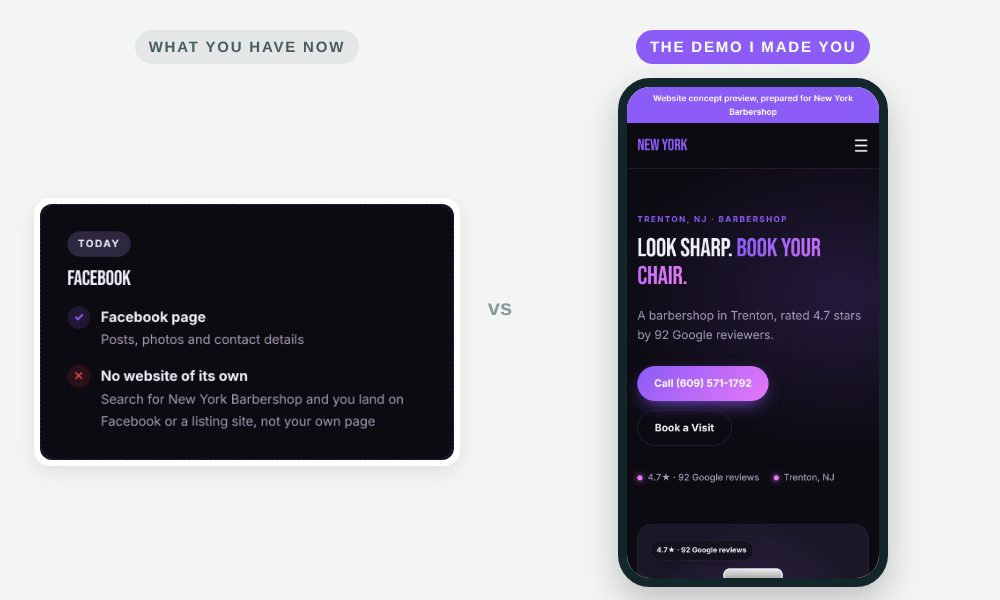 WHAT YOU HAVE NOW
TODAY
FACEBOOK
Facebook page
Posts, photos and contact details
No website of its own
Search for New York Barbershop and you land on
Facebook or a listing site, not your own page
vs
THE DEMO I MADE YOU
Website concept preview, prepared for New York
Barbershop
NEW YORK
TRENTON, NJ · BARBERSHOP
LOOK SHARP. BOOK YOUR
CHAIR.
A barbershop in Trenton, rated 4.7 stars
by 92 Google reviewers.
Call (609) 571-1792
Book a Visit
4.7★ · 92 Google reviews
Trenton, NJ
4.7★ · 92 Google reviews